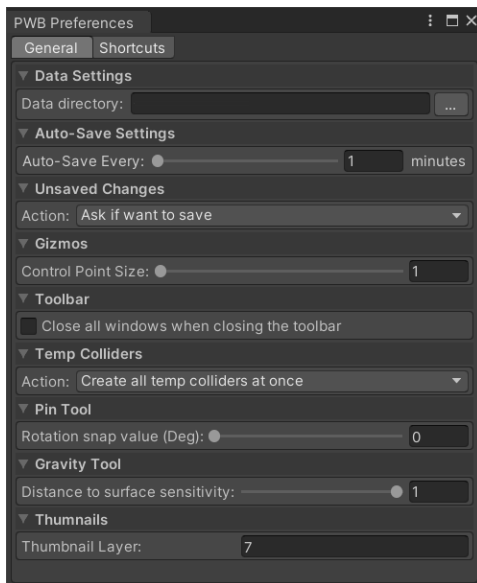 PWB Preferences
General Shortcuts
Data Settings
Data directory: ...
Auto-Save Settings
Auto-Save Every: 1 minutes
Unsaved Changes
Action: Ask if want to save
Gizmos
Control Point Size: 1
Toolbar
Close all windows when closing the toolbar
Temp Colliders
Action: Create all temp colliders at once
Pin Tool
Rotation snap value (Deg): 0
Gravity Tool
Distance to surface sensitivity: 1
Thumnails
Thumbnail Layer: 7